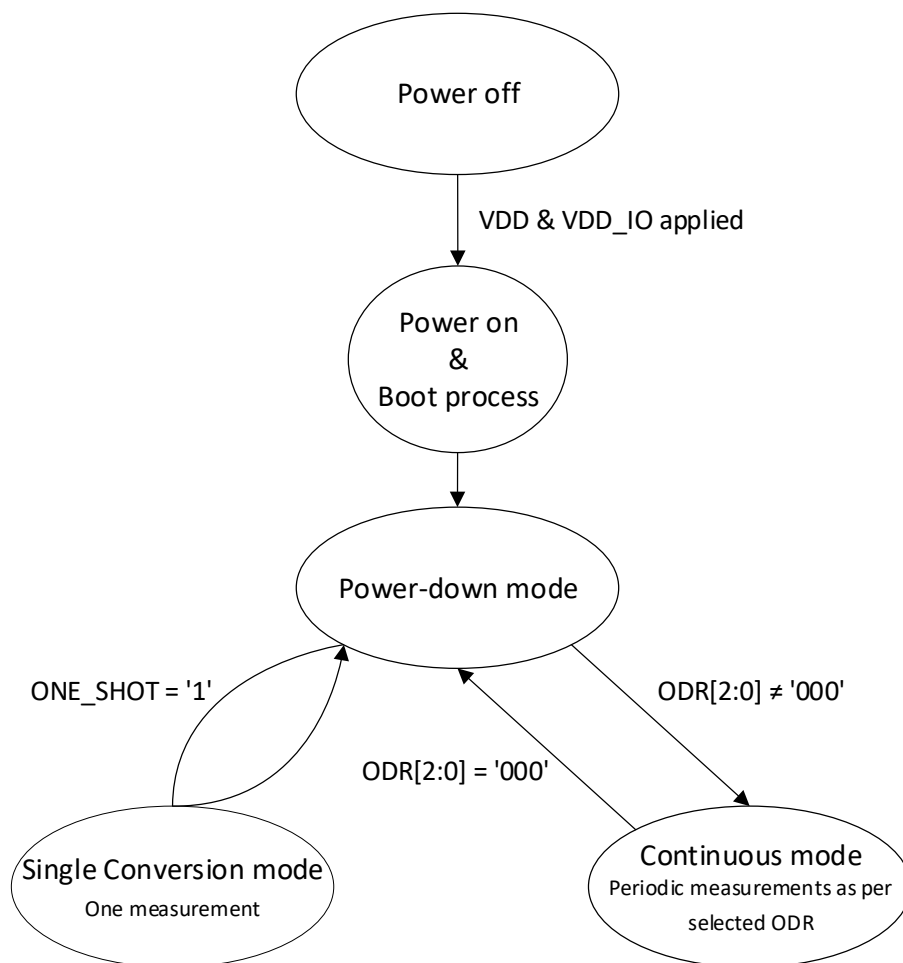 Power off
VDD & VDD_IO applied
Power on
&
Boot process
Power-down mode
ONE_SHOT = '1'
ODR[2:0] ≠ '000'
ODR[2:0] = '000'
Single Conversion mode
One measurement
Continuous mode
Periodic measurements as per
selected ODR